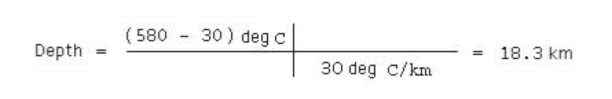 (580 - 30) deg C
Depth = = 18.3 km
30 deg C/km